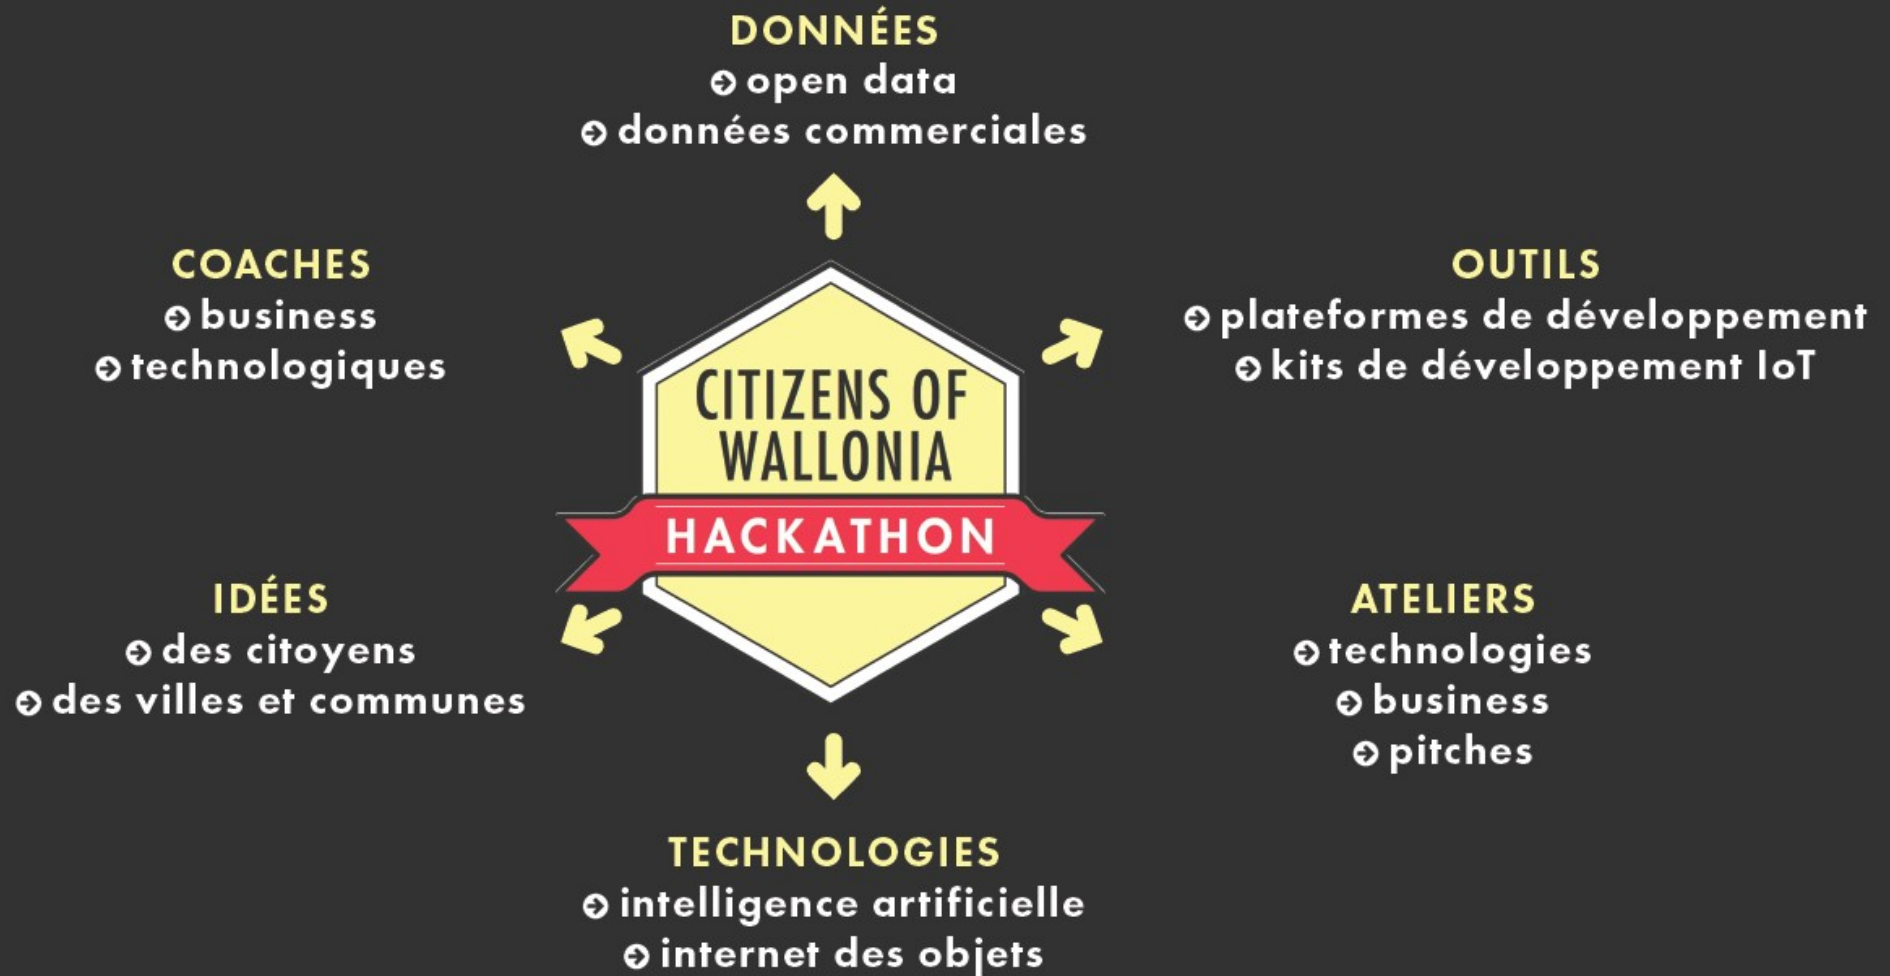 DONNÉES
open data
données commerciales
COACHES
business
technologiques
OUTILS
plateformes de développement
kits de développement IoT
CITIZENS OF
WALLONIA
HACKATHON
IDÉES
des citoyens
des villes et communes
ATELIERS
technologies
business
pitches
TECHNOLOGIES
intelligence artificielle
internet des objets